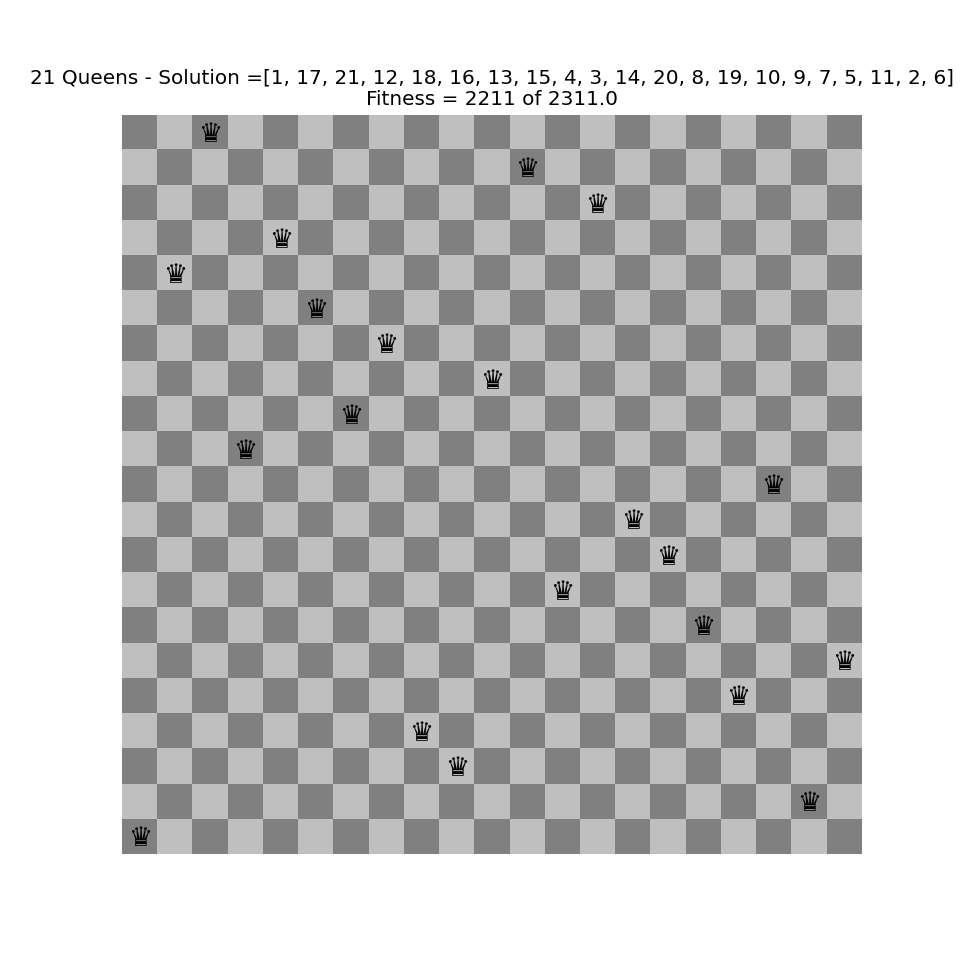 21 Queens - Solution =[1, 17, 21, 12, 18, 16, 13, 15, 4, 3, 14, 20, 8, 19, 10, 9, 7, 5, 11, 2, 6]
Fitness = 2211 of 2311.0